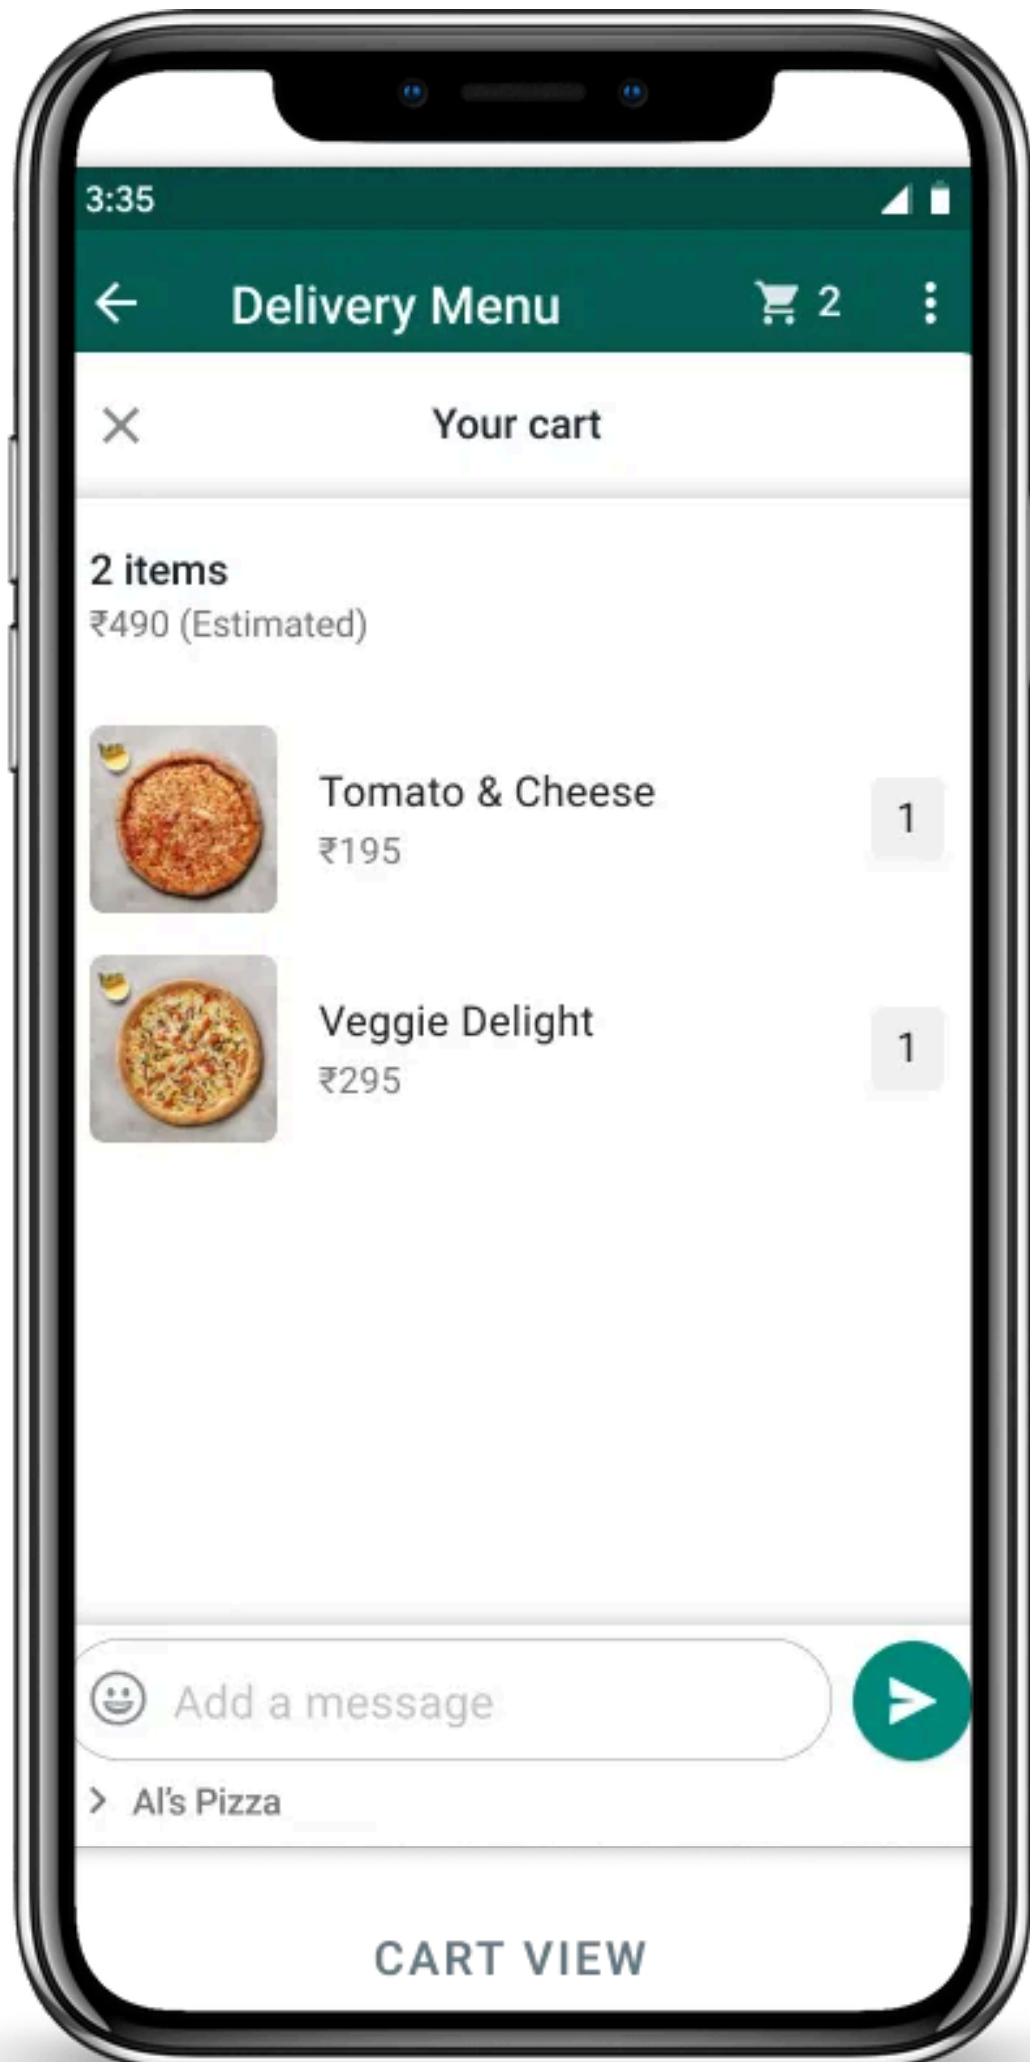 3:35
Delivery Menu 2
Your cart
2 items
₹490 (Estimated)
Tomato & Cheese
₹195
1
Veggie Delight
₹295
1
Add a message
Al's Pizza
CART VIEW